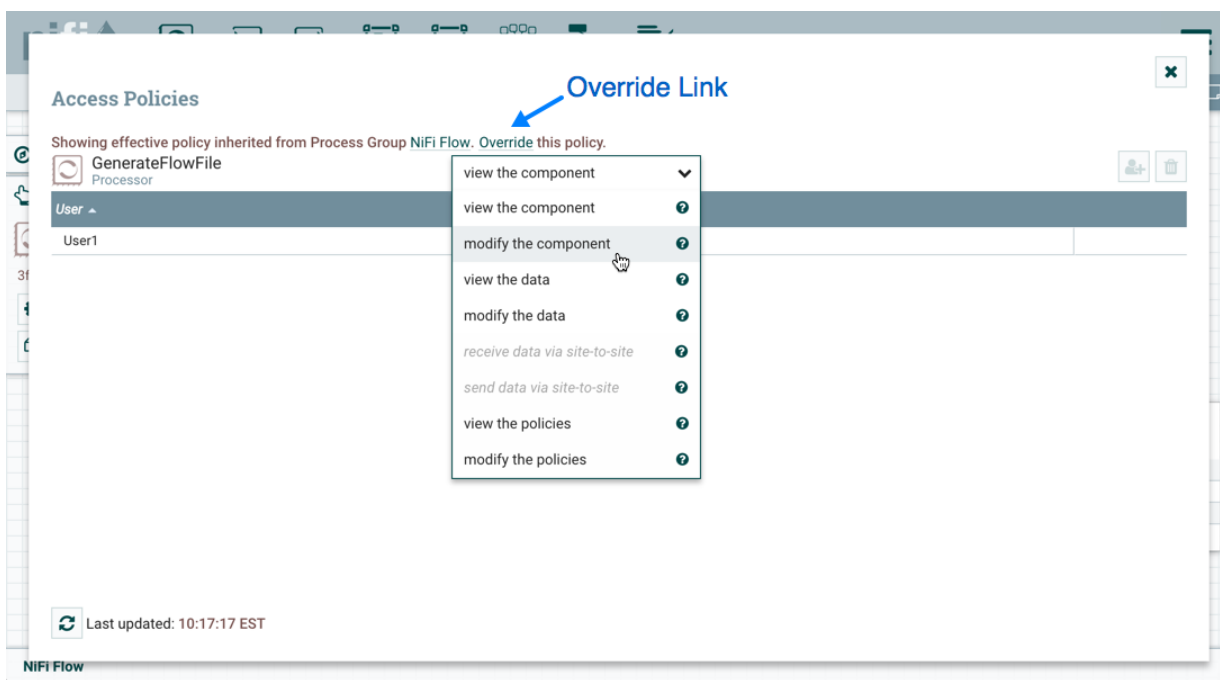 nifi
Override Link
Access Policies
Showing effective policy inherited from Process Group NiFi Flow. Override this policy.
GenerateFlowFile
Processor
view the component
User
view the component
User1
modify the component
view the data
modify the data
receive data via site-to-site
send data via site-to-site
view the policies
modify the policies
Last updated: 10:17:17 EST
NiFi Flow